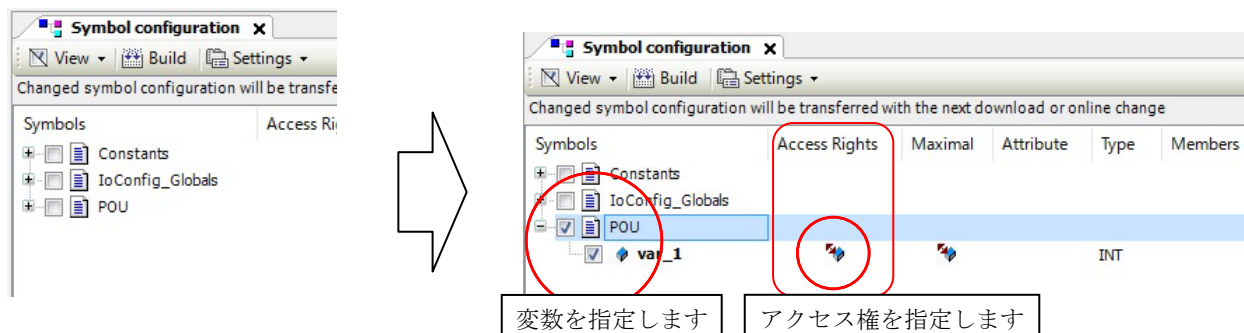 Symbol configuration
View Build Settings
Changed symbol configuration will be transfe
Symbols Access Ri
Constants
IoConfig_Globals
POU
Symbol configuration
View Build Settings
Changed symbol configuration will be transferred with the next download or online change
Symbols Access Rights Maximal Attribute Type Members
Constants
IoConfig_Globals
POU
var_1 INT
変数を指定します アクセス権を指定します